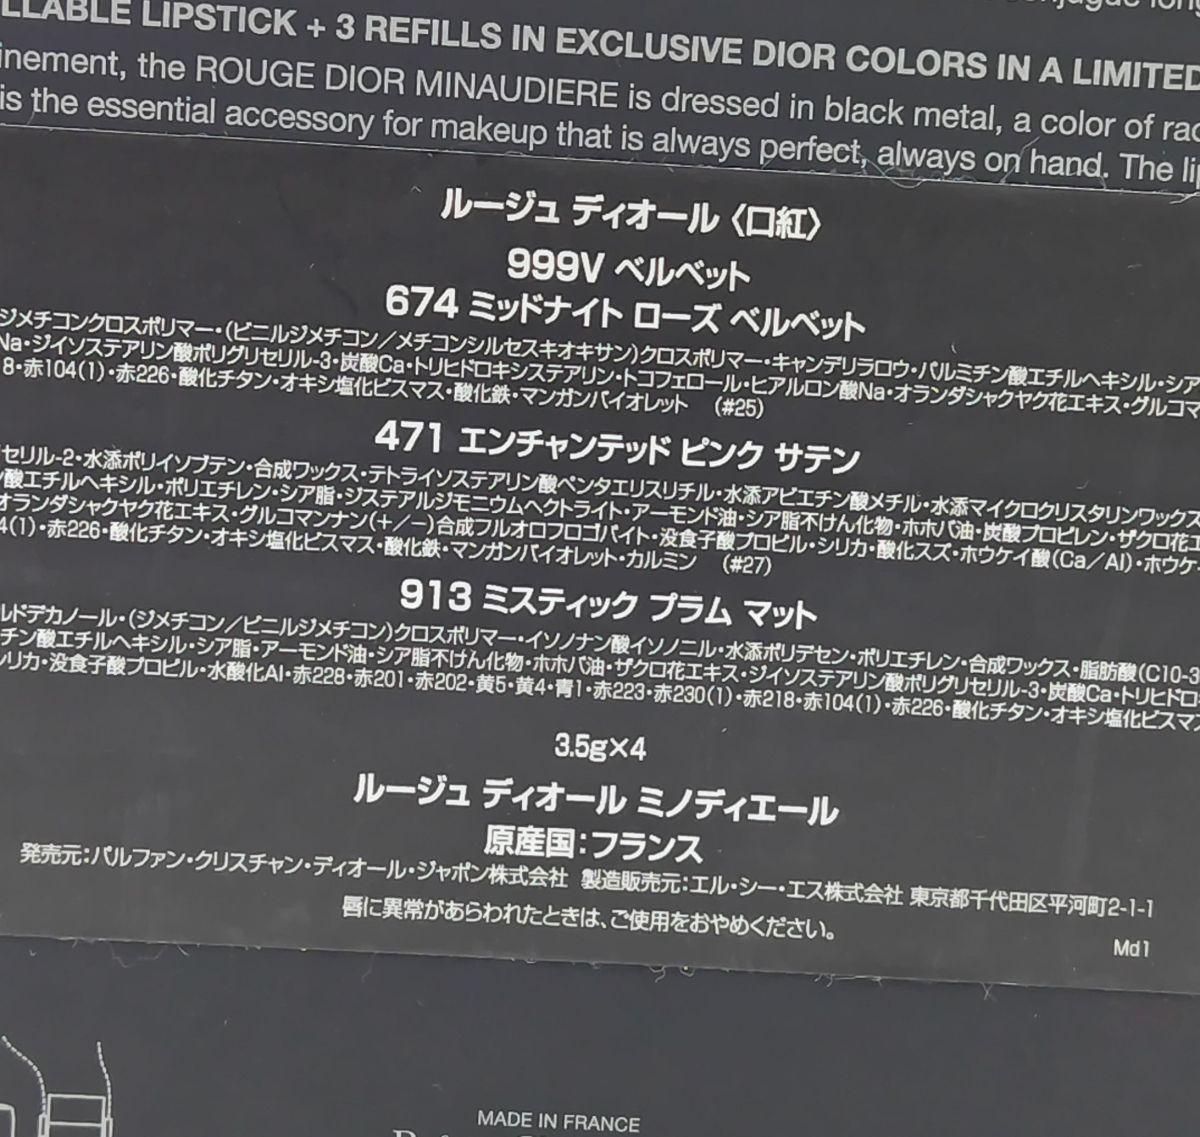 LLABLE LIPSTICK + 3 REFILLS IN EXCLUSIVE DIOR COLORS IN A LIMITED
inement, the ROUGE DIOR MINAUDIERE is dressed in black metal, a color of rac
is the essential accessory for makeup that is always perfect, always on hand. The lip
ルージュ ディオール〈口紅〉
999V ベルベット
674 ミッドナイト ローズ ベルベット
ジメチコンクロスポリマー・(ビニルジメチコン／メチコンシルセスキオキサン)クロスポリマー・キャンデリラロウ・パルミチン酸エチルヘキシル・シア
Na・ジイソステアリン酸ポリグリセリル-3・炭酸Ca・トリヒドロキシステアリン・トコフェロール・ヒアルロン酸Na・オランダシャクヤク花エキス・グルコマ
8・赤104(1)・赤226・酸化チタン・オキシ塩化ビスマス・酸化鉄・マンガンバイオレット (#25)
471 エンチャンテッド ピンク サテン
セリル-2・水添ポリイソブテン・合成ワックス・テトライソステアリン酸ペンタエリスリチル・水添アビエチン酸メチル・水添マイクロクリスタリンワックス
酸エチルヘキシル・ポリエチレン・シア脂・ジステアルジモニウムヘクトライト・アーモンド油・シア脂不けん化物・ホホバ油・炭酸プロピレン・ザクロ花エ
オランダシャクヤク花エキス・グルコマンナン(+/−)合成フルオロフロゴパイト・没食子酸プロピル・シリカ・酸化スズ・ホウケイ酸(Ca/Al)・ホウケ
4(1)・赤226・酸化チタン・オキシ塩化ビスマス・酸化鉄・マンガンバイオレット・カルミン (#27)
913 ミスティック プラム マット
ルドデカノール・(ジメチコン/ビニルジメチコン)クロスポリマー・イソノナン酸イソノニル・水添ポリデセン・ポリエチレン・合成ワックス・脂肪酸(C10-3
チン酸エチルヘキシル・シア脂・アーモンド油・シア脂不けん化物・ホホバ油・ザクロ花エキス・ジイソステアリン酸ポリグリセリル-3・炭酸Ca・トリヒドロ
シリカ・没食子酸プロピル・水酸化Al・赤228・赤201・赤202・黄5・黄4・青1・赤223・赤230(1)・赤218・赤104(1)・赤226・酸化チタン・オキシ塩化ビスマス
3.5g×4
ルージュ ディオール ミノディエール
原産国：フランス
発売元：パルファン・クリスチャン・ディオール・ジャポン株式会社 製造販売元：エル・シー・エス株式会社 東京都千代田区平河町2-1-1
唇に異常があらわれたときは、ご使用をおやめください。
Md1
MADE IN FRANCE